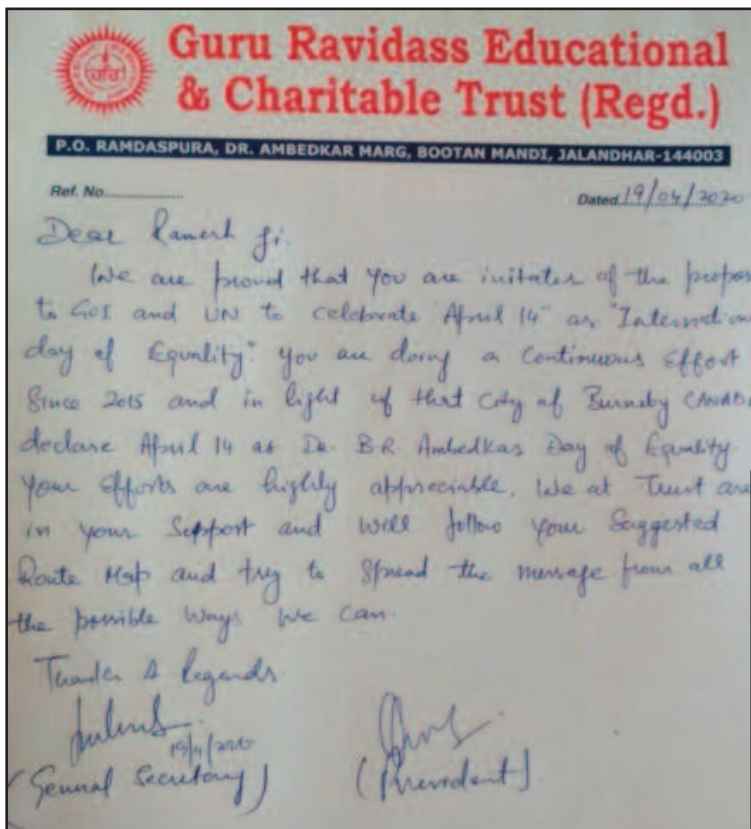 Guru Ravidass Educational
& Charitable Trust (Regd.)
P.O. RAMDASPURA, DR. AMBEDKAR MARG, BOOTAN MANDI, JALANDHAR-144003
Ref. No.............. Dated 19/04/2020
Dear Ramesh Ji.
We are proud that you are initiater of the propos
to GOI and UN to celebrate "April 14" as "Internation
day of Equality." You are doing a Continuous Effort
Since 2015 and in light of that City of Burnaby CANADA
declare April 14 as Dr. B.R. Ambedkar Day of Equality.
Your Efforts are highly appreciable. We at Trust are
in your Support and will follow your Suggested
Route Map and try to Spread the message from all
the possible ways we can.
Thanks & Regards.
19/4/2020
(General Secretary) (President).